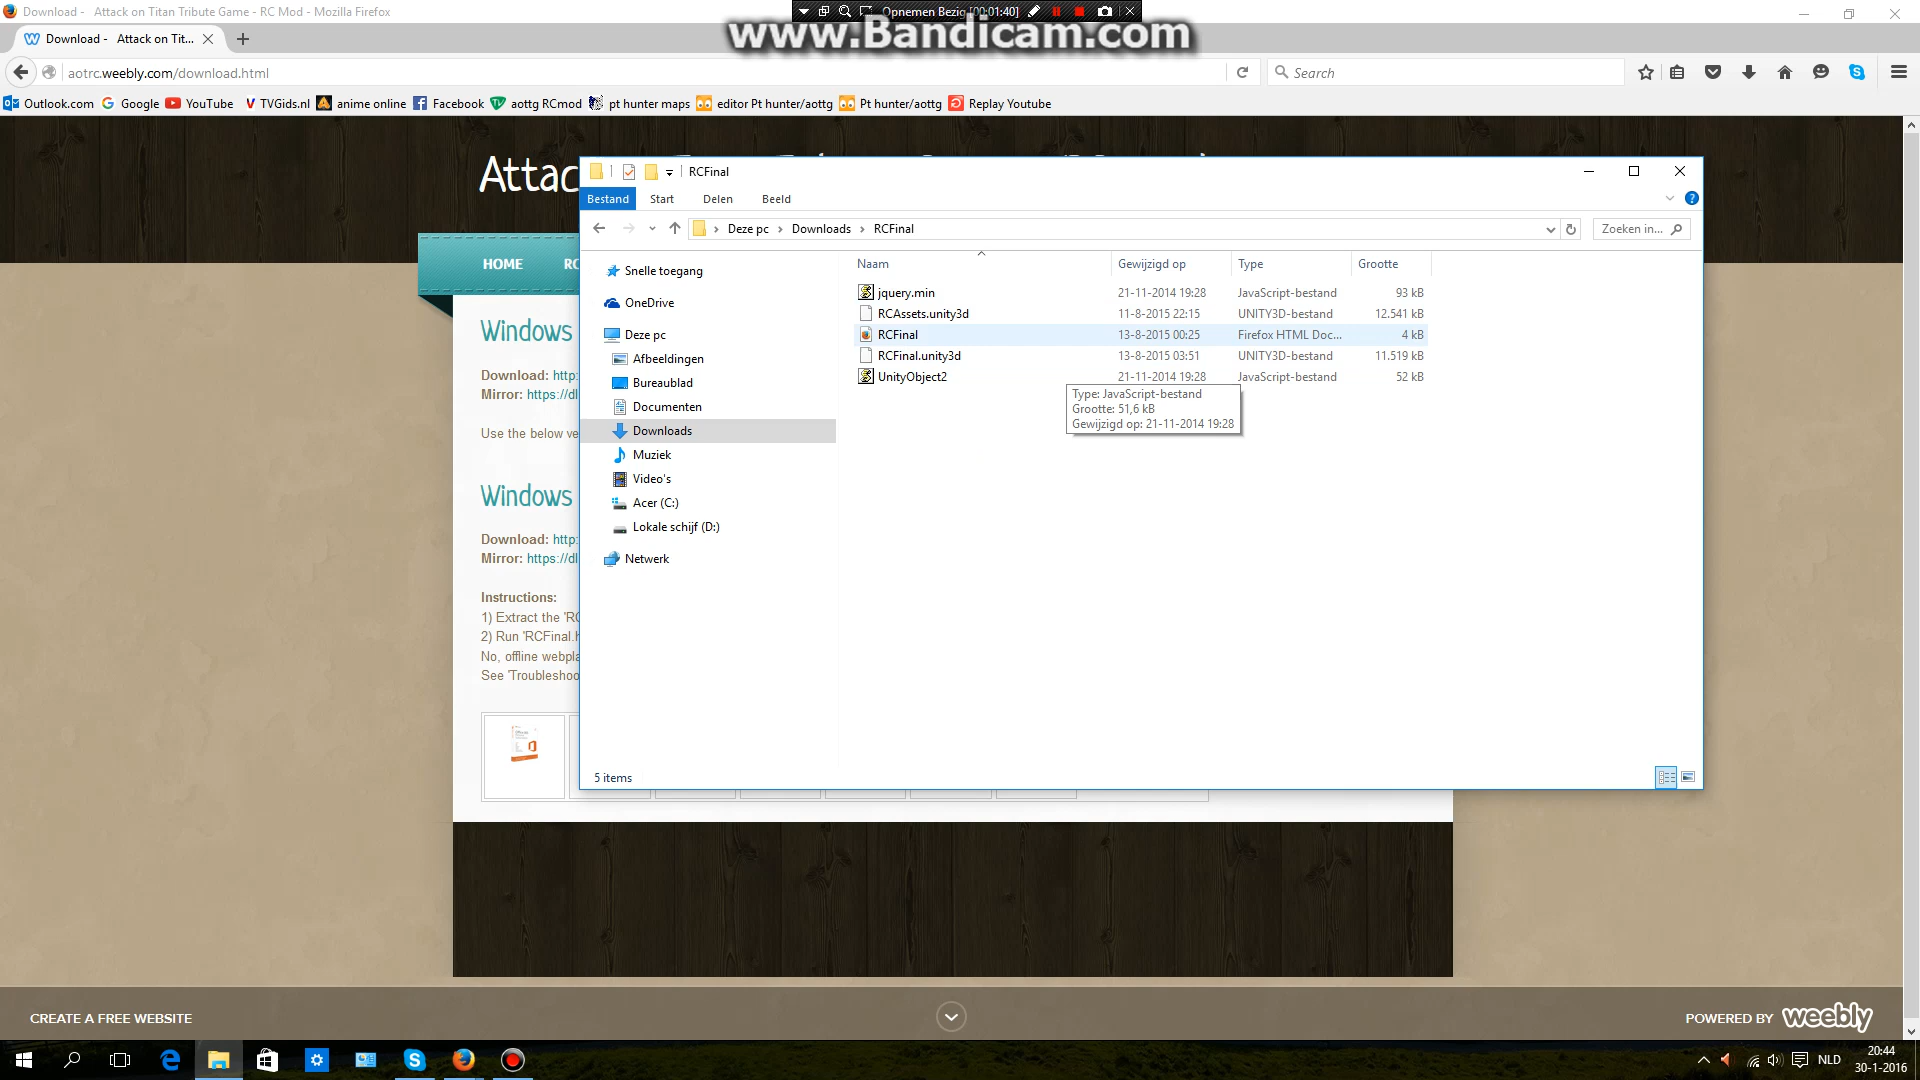 Download - Attack on Titan Tribute Game - RC Mod - Mozilla Firefox
Opnemen Bezig [00:01:40]
www.Bandicam.com
Download - Attack on Tit...
aotrc.weebly.com/download.html
Search
Outlook.com Google YouTube TVGids.nl anime online Facebook aottg RCmod pt hunter maps editor Pt hunter/aottg Pt hunter/aottg Replay Youtube
Attac
HOME RC
Windows
Download: http:
Mirror: https://dl
Use the below ve
Windows
Download: http:
Mirror: https://dl
Instructions:
1) Extract the 'RC
2) Run 'RCFinal.h
No, offline webpla
See 'Troubleshoo
RCFinal
Bestand Start Delen Beeld
Deze pc Downloads RCFinal
Zoeken in...
Snelle toegang
OneDrive
Deze pc
Afbeeldingen
Bureaublad
Documenten
Downloads
Muziek
Video's
Acer (C:)
Lokale schijf (D:)
Netwerk
Naam Gewijzigd op Type Grootte
jquery.min 21-11-2014 19:28 JavaScript-bestand 93 kB
RCAssets.unity3d 11-8-2015 22:15 UNITY3D-bestand 12.541 kB
RCFinal 13-8-2015 00:25 Firefox HTML Doc... 4 kB
RCFinal.unity3d 13-8-2015 03:51 UNITY3D-bestand 11.519 kB
UnityObject2 21-11-2014 19:28 JavaScript-bestand 52 kB
Type: JavaScript-bestand
Grootte: 51,6 kB
Gewijzigd op: 21-11-2014 19:28
5 items
CREATE A FREE WEBSITE
POWERED BY weebly
NLD
20:44
30-1-2016